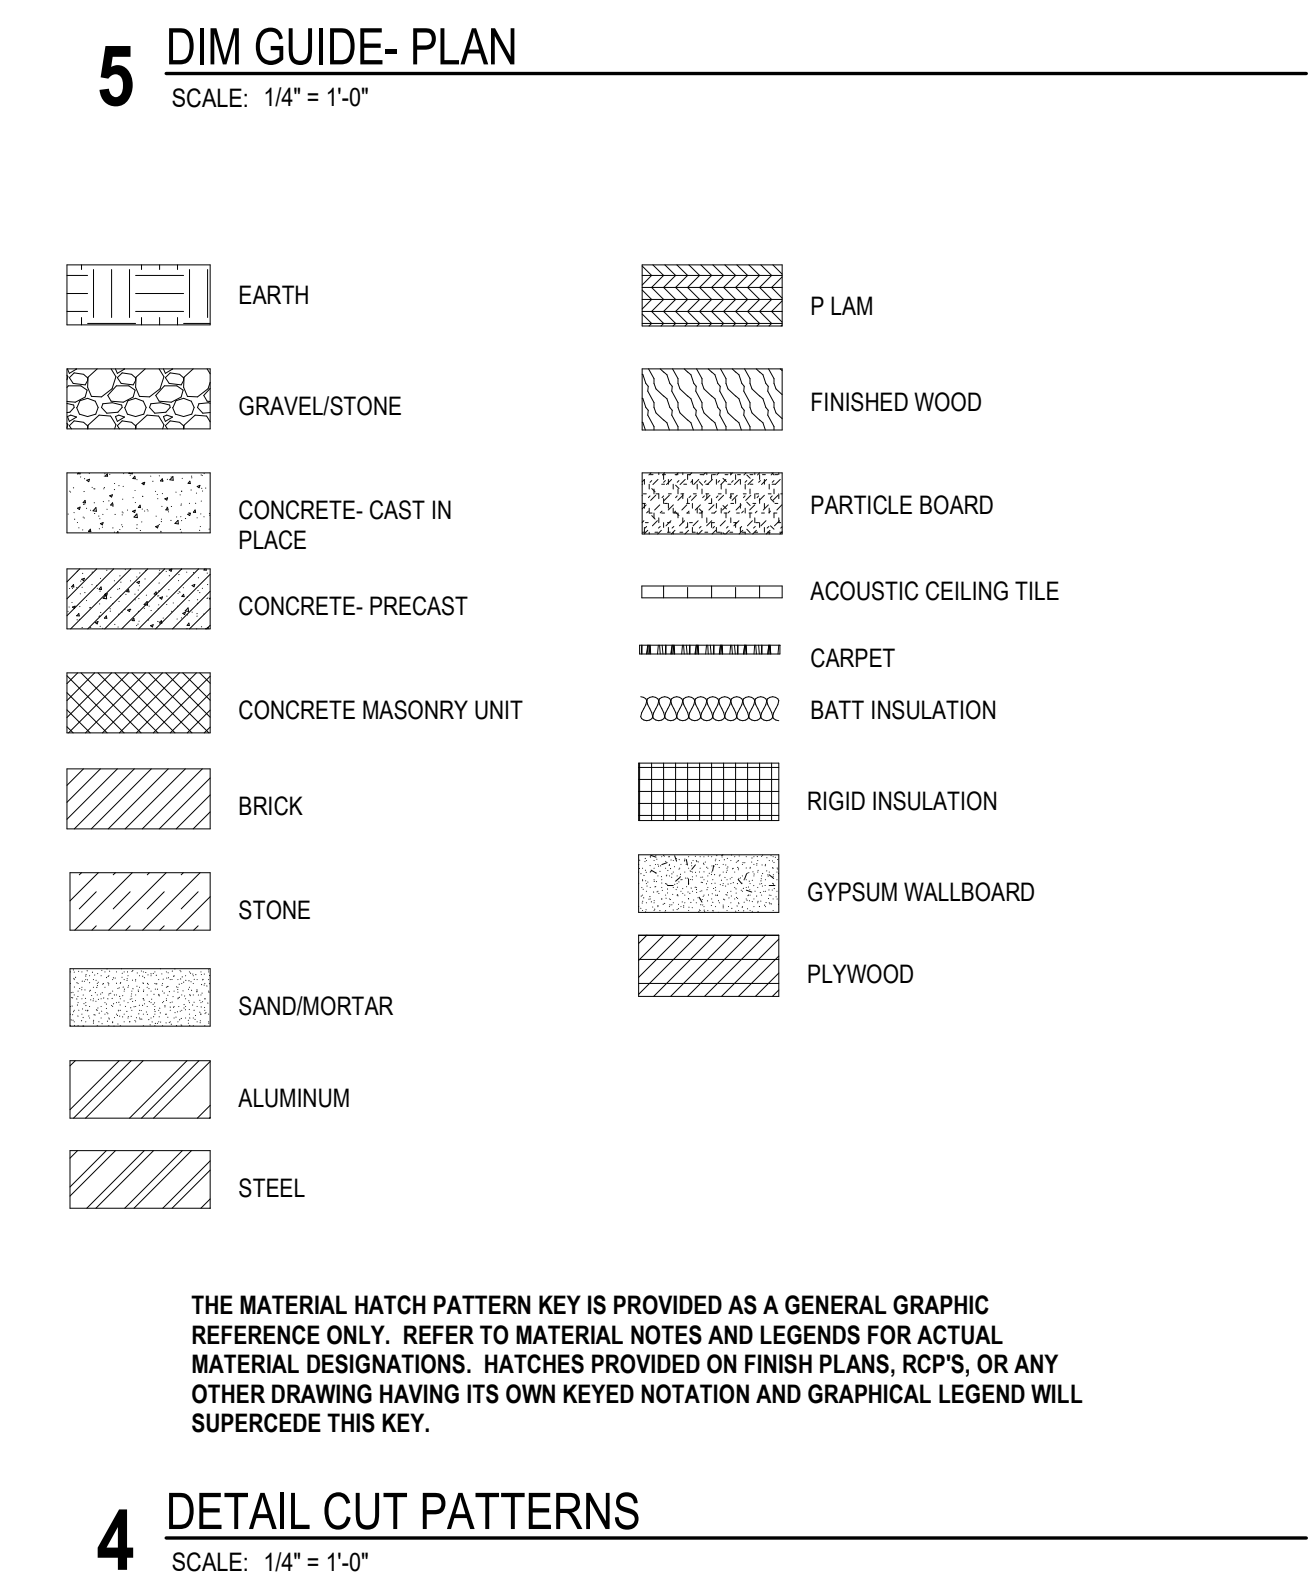 5
DIM GUIDE- PLAN
SCALE: 1/4" = 1'-0"
EARTH
GRAVEL/STONE
CONCRETE- CAST IN
PLACE
CONCRETE- PRECAST
CONCRETE MASONRY UNIT
BRICK
STONE
SAND/MORTAR
ALUMINUM
STEEL
P LAM
FINISHED WOOD
PARTICLE BOARD
ACOUSTIC CEILING TILE
CARPET
BATT INSULATION
RIGID INSULATION
GYPSUM WALLBOARD
PLYWOOD
THE MATERIAL HATCH PATTERN KEY IS PROVIDED AS A GENERAL GRAPHIC
REFERENCE ONLY.  REFER TO MATERIAL NOTES AND LEGENDS FOR ACTUAL
MATERIAL DESIGNATIONS.  HATCHES PROVIDED ON FINISH PLANS, RCP'S, OR ANY
OTHER DRAWING HAVING ITS OWN KEYED NOTATION AND GRAPHICAL LEGEND WILL
SUPERCEDE THIS KEY.
4
DETAIL CUT PATTERNS
SCALE: 1/4" = 1'-0"